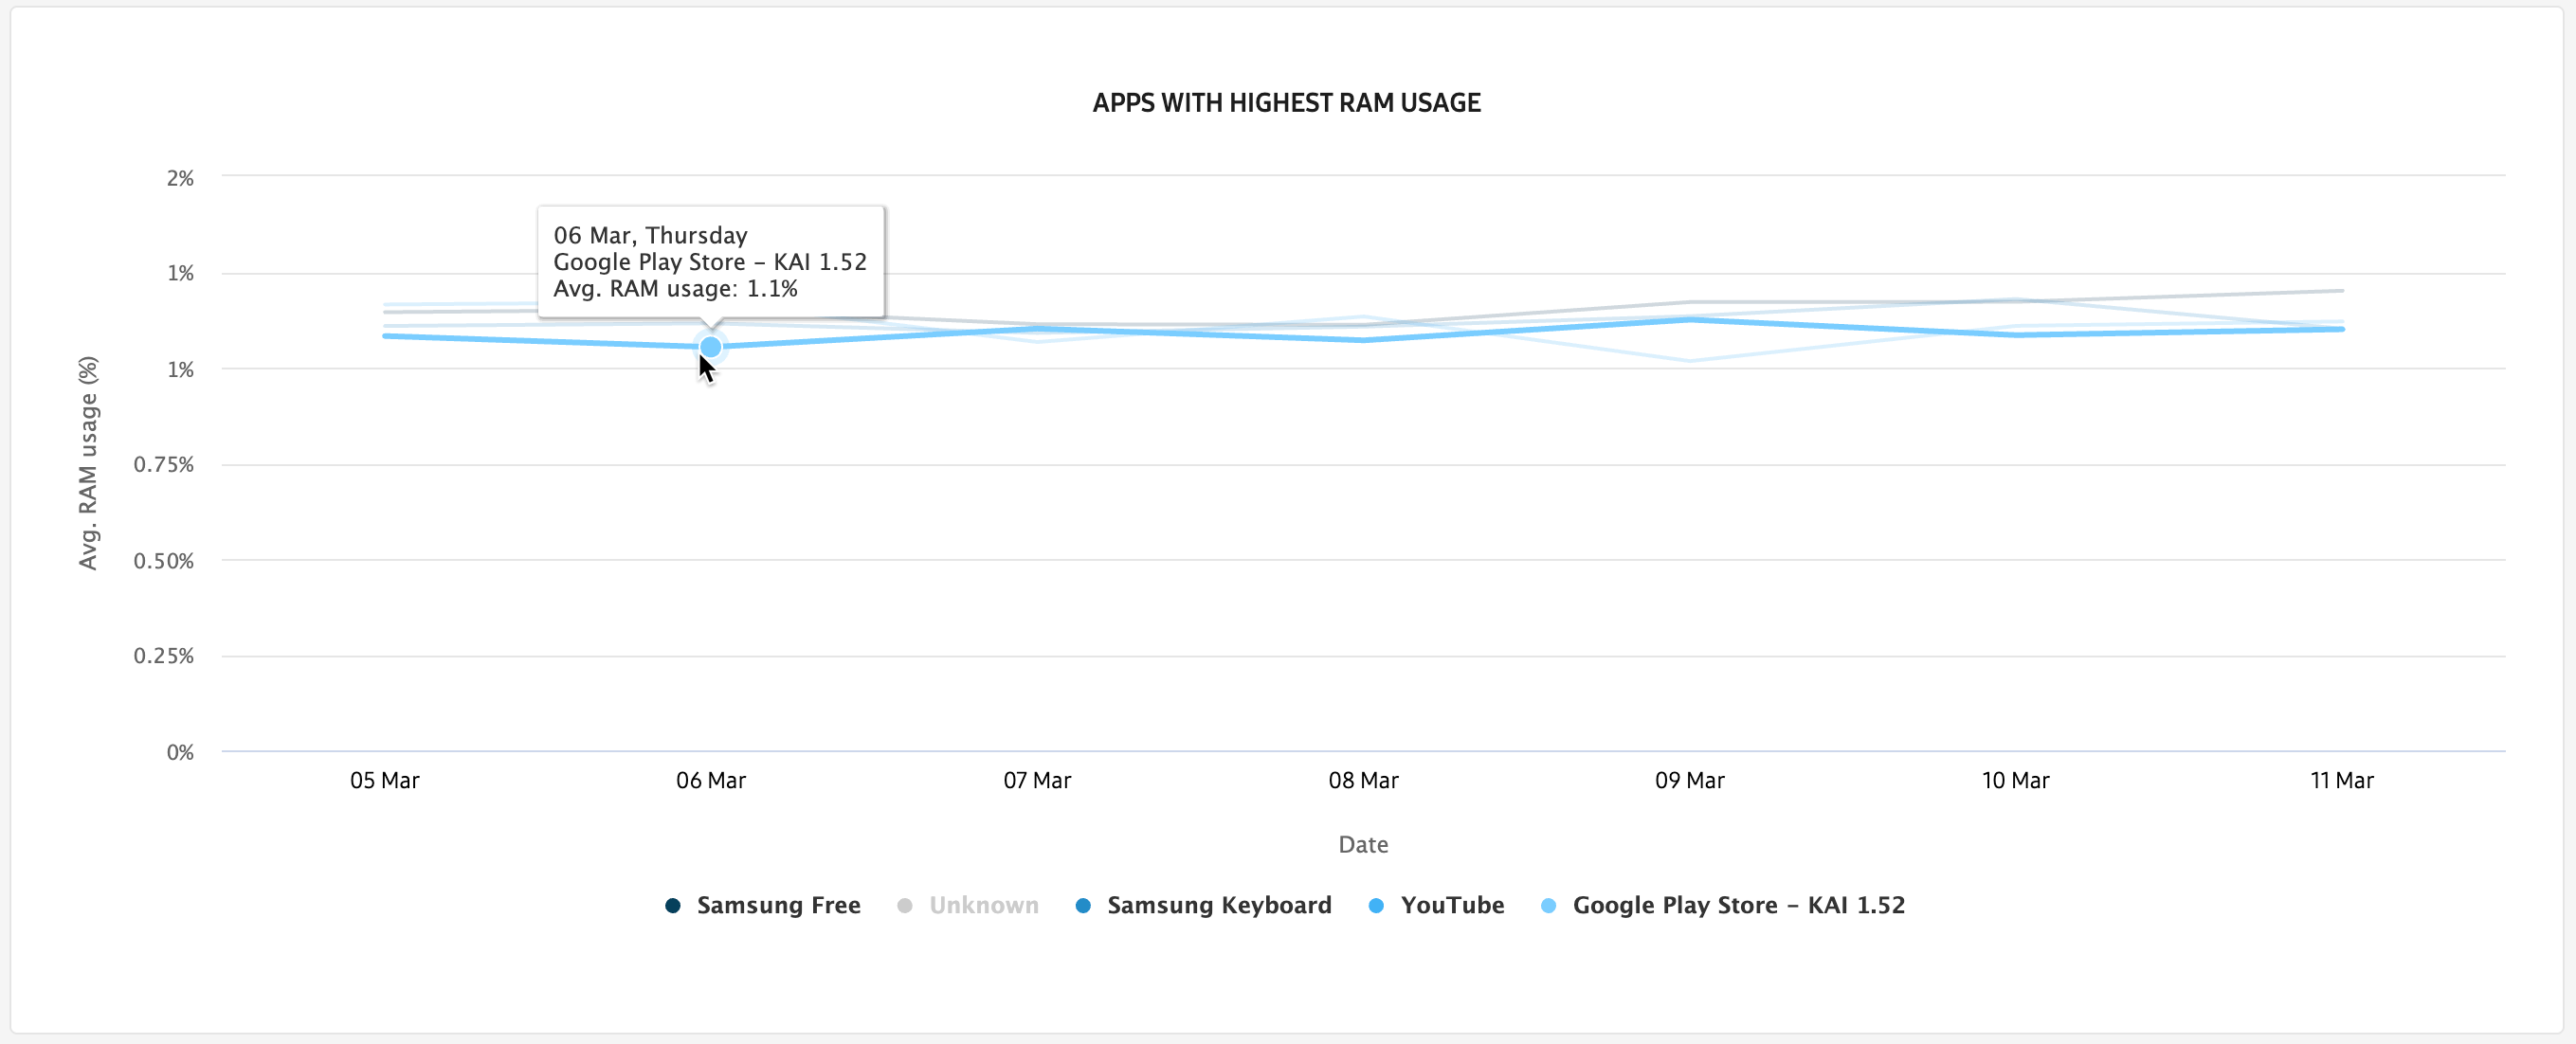 APPS WITH HIGHEST RAM USAGE
2%
1%
1%
0.75%
0.50%
0.25%
0%
Avg. RAM usage (%)
06 Mar, Thursday
Google Play Store – KAI 1.52
Avg. RAM usage: 1.1%
05 Mar 06 Mar 07 Mar 08 Mar 09 Mar 10 Mar 11 Mar
Date
Samsung Free Unknown Samsung Keyboard YouTube Google Play Store – KAI 1.52